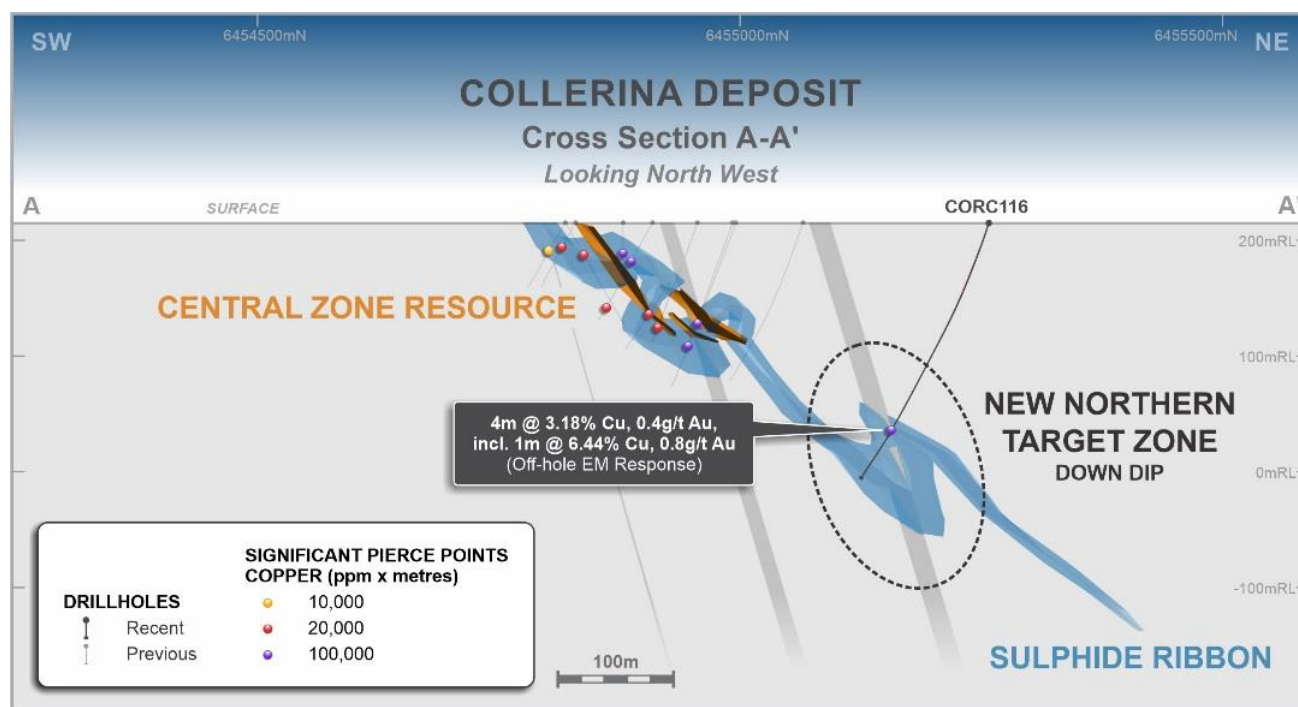 SW
6454500mN
6455000mN
6455500mN
NE
COLLERINA DEPOSIT
Cross Section A-A'
Looking North West
A
SURFACE
CORC116
A'
200mRL
CENTRAL ZONE RESOURCE
100mRL
4m @ 3.18% Cu, 0.4g/t Au,
incl. 1m @ 6.44% Cu, 0.8g/t Au
(Off-hole EM Response)
NEW NORTHERN
TARGET ZONE
DOWN DIP
0mRL
SIGNIFICANT PIERCE POINTS
COPPER (ppm x metres)
DRILLHOLES
10,000
Recent
20,000
Previous
100,000
100m
-100mRL
SULPHIDE RIBBON